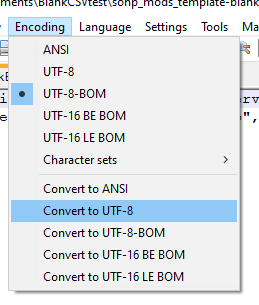 ments\BlankCSVtest\sohp_mods_template-blank
Encoding Language Settings Tools Ma
ANSI
UTF-8
UTF-8-BOM
UTF-16 BE BOM
UTF-16 LE BOM
Character sets
Convert to ANSI
Convert to UTF-8
Convert to UTF-8-BOM
Convert to UTF-16 BE BOM
Convert to UTF-16 LE BOM